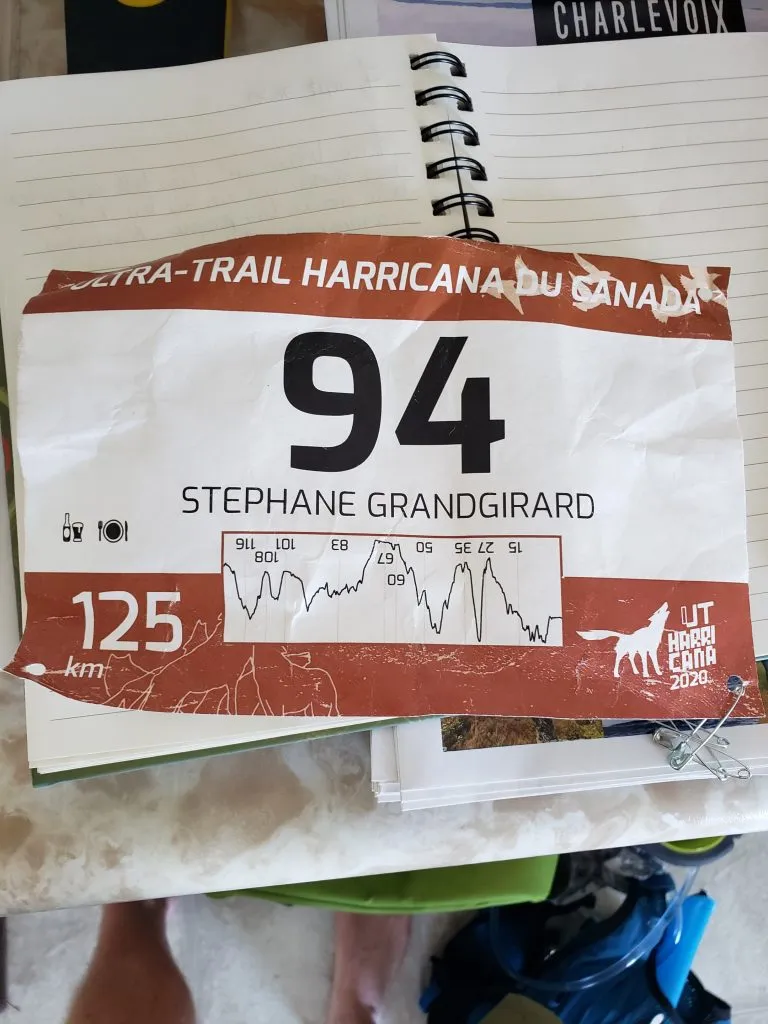 CHARLEVOIX
ULTRA-TRAIL HARRICANA DU CANADA
94
STEPHANE GRANDGIRARD
116 108 101 83 67 60 50 35 27 15
125
km
UT
HARRI
CANA
2020